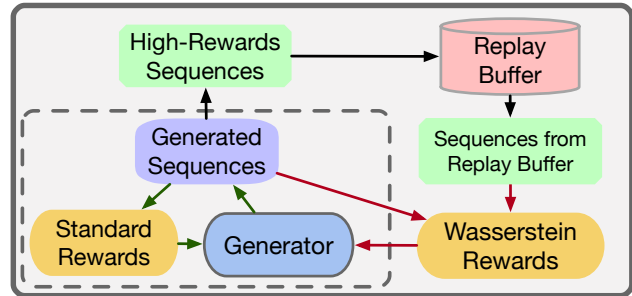 High-Rewards
Sequences
Replay
Buffer
Generated
Sequences
Sequences from
Replay Buffer
Standard
Rewards
Generator
Wasserstein
Rewards